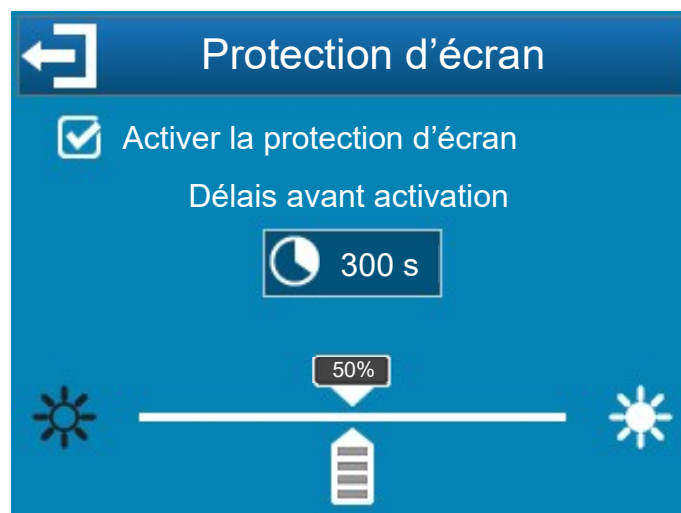 Protection d’écran
Activer la protection d’écran
Délais avant activation
300 s
50%